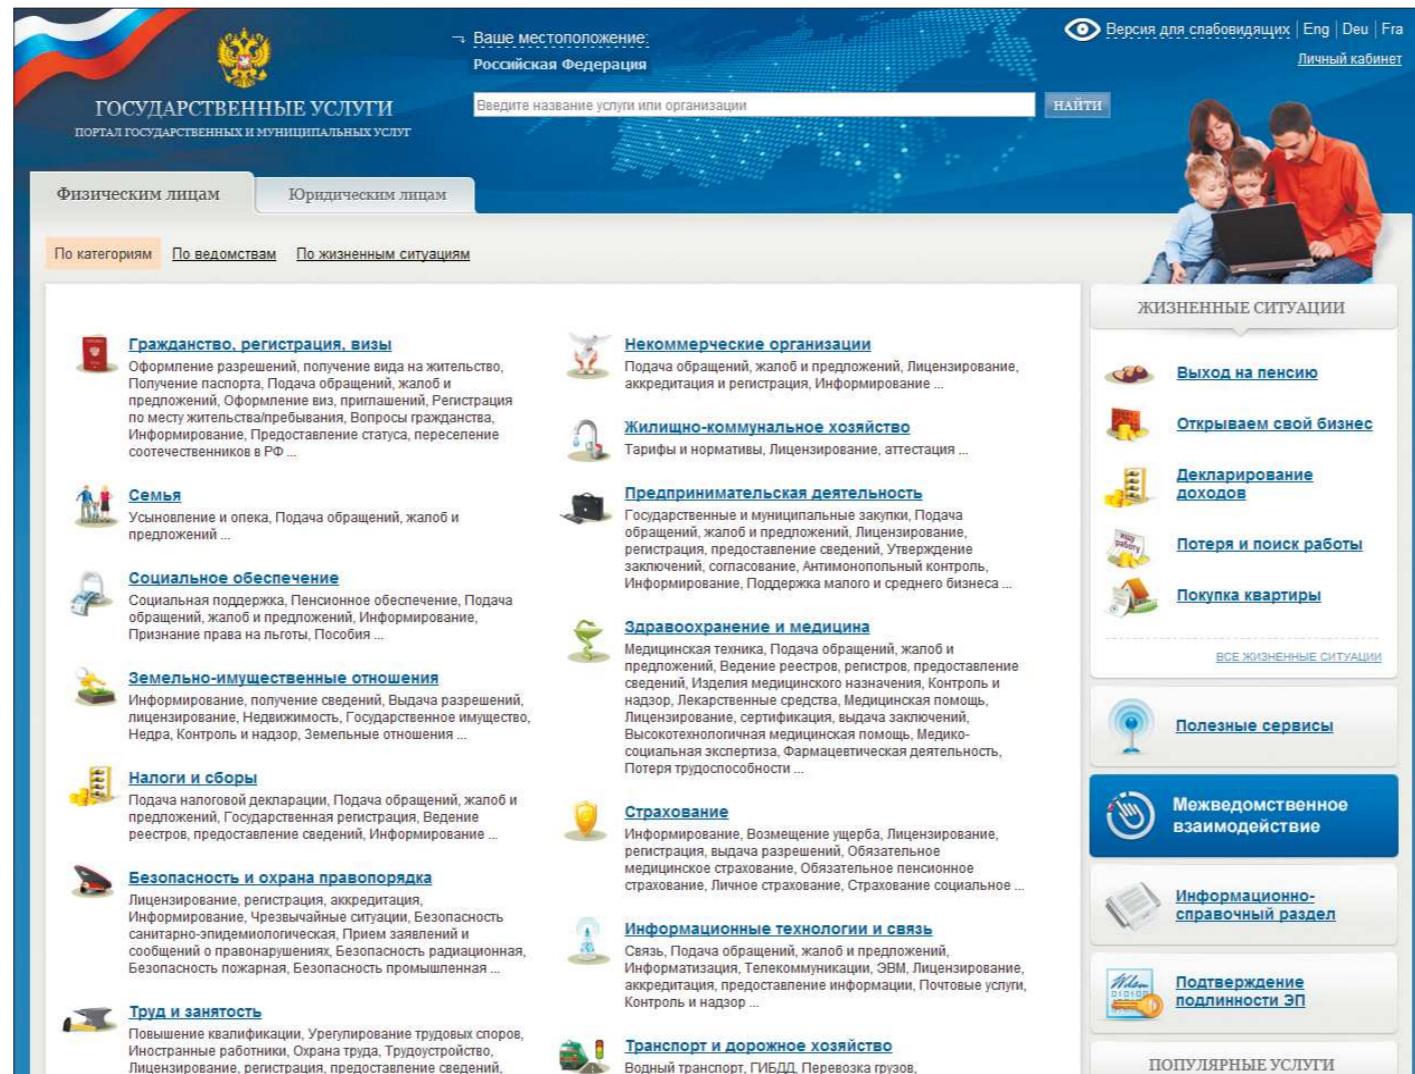 Ваше местоположение:
Российская Федерация
Версия для слабовидящих | Eng | Deu | Fra
Личный кабинет
ГОСУДАРСТВЕННЫЕ УСЛУГИ
ПОРТАЛ ГОСУДАРСТВЕННЫХ И МУНИЦИПАЛЬНЫХ УСЛУГ
Введите название услуги или организации
НАЙТИ
Физическим лицам
Юридическим лицам
По категориям
По ведомствам
По жизненным ситуациям
Гражданство, регистрация, визы
Оформление разрешений, получение вида на жительство,
Получение паспорта, Подача обращений, жалоб и
предложений, Оформление виз, приглашений, Регистрация
по месту жительства/пребывания, Вопросы гражданства,
Информирование, Предоставление статуса, переселение
соотечественников в РФ ...
Семья
Усыновление и опека, Подача обращений, жалоб и
предложений ...
Социальное обеспечение
Социальная поддержка, Пенсионное обеспечение, Подача
обращений, жалоб и предложений, Информирование,
Признание права на льготы, Пособия ...
Земельно-имущественные отношения
Информирование, получение сведений, Выдача разрешений,
лицензирование, Недвижимость, Государственное имущество,
Недра, Контроль и надзор, Земельные отношения ...
Налоги и сборы
Подача налоговой декларации, Подача обращений, жалоб и
предложений, Государственная регистрация, Ведение
реестров, предоставление сведений, Информирование ...
Безопасность и охрана правопорядка
Лицензирование, регистрация, аккредитация,
Информирование, Чрезвычайные ситуации, Безопасность
санитарно-эпидемиологическая, Прием заявлений и
сообщений о правонарушениях, Безопасность радиационная,
Безопасность пожарная, Безопасность промышленная ...
Труд и занятость
Повышение квалификации, Урегулирование трудовых споров,
Иностранные работники, Охрана труда, Трудоустройство,
Лицензирование, регистрация, предоставление сведений,
Некоммерческие организации
Подача обращений, жалоб и предложений, Лицензирование,
аккредитация и регистрация, Информирование ...
Жилищно-коммунальное хозяйство
Тарифы и нормативы, Лицензирование, аттестация ...
Предпринимательская деятельность
Государственные и муниципальные закупки, Подача
обращений, жалоб и предложений, Лицензирование,
регистрация, предоставление сведений, Утверждение
заключений, согласование, Антимонопольный контроль,
Информирование, Поддержка малого и среднего бизнеса ...
Здравоохранение и медицина
Медицинская техника, Подача обращений, жалоб и
предложений, Ведение реестров, регистров, предоставление
сведений, Изделия медицинского назначения, Контроль и
надзор, Лекарственные средства, Медицинская помощь,
Лицензирование, сертификация, выдача заключений,
Высокотехнологичная медицинская помощь, Медико-
социальная экспертиза, Фармацевтическая деятельность,
Потеря трудоспособности ...
Страхование
Информирование, Возмещение ущерба, Лицензирование,
регистрация, выдача разрешений, Обязательное
медицинское страхование, Обязательное пенсионное
страхование, Личное страхование, Страхование социальное ...
Информационные технологии и связь
Связь, Подача обращений, жалоб и предложений,
Информатизация, Телекоммуникации, ЭВМ, Лицензирование,
аккредитация, предоставление информации, Почтовые услуги,
Контроль и надзор ...
Транспорт и дорожное хозяйство
Водный транспорт, ГИБДД, Перевозка грузов,
ЖИЗНЕННЫЕ СИТУАЦИИ
Выход на пенсию
Открываем свой бизнес
Декларирование
доходов
ищу
работу
Потеря и поиск работы
Покупка квартиры
ВСЕ ЖИЗНЕННЫЕ СИТУАЦИИ
Полезные сервисы
Межведомственное
взаимодействие
Информационно-
справочный раздел
Подтверждение
подлинности ЭП
ПОПУЛЯРНЫЕ УСЛУГИ